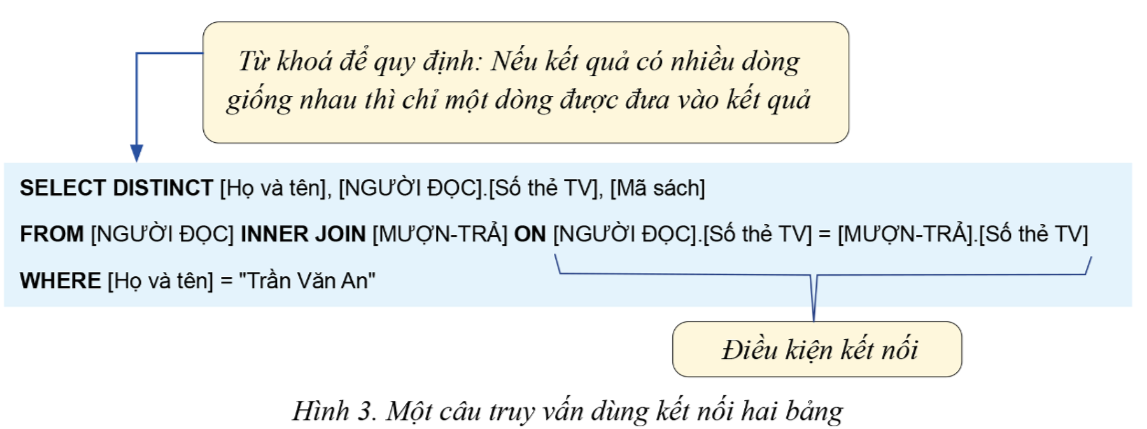 Từ khoá để quy định: Nếu kết quả có nhiều dòng
giống nhau thì chỉ một dòng được đưa vào kết quả
SELECT DISTINCT [Họ và tên], [NGƯỜI ĐỌC].[Số thẻ TV], [Mã sách]
FROM [NGƯỜI ĐỌC] INNER JOIN [MƯỢN-TRẢ] ON [NGƯỜI ĐỌC].[Số thẻ TV] = [MƯỢN-TRẢ].[Số thẻ TV]
WHERE [Họ và tên] = "Trần Văn An"
Điều kiện kết nối
Hình 3. Một câu truy vấn dùng kết nối hai bảng